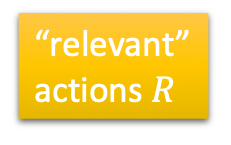 “relevant”
actions 𝑅